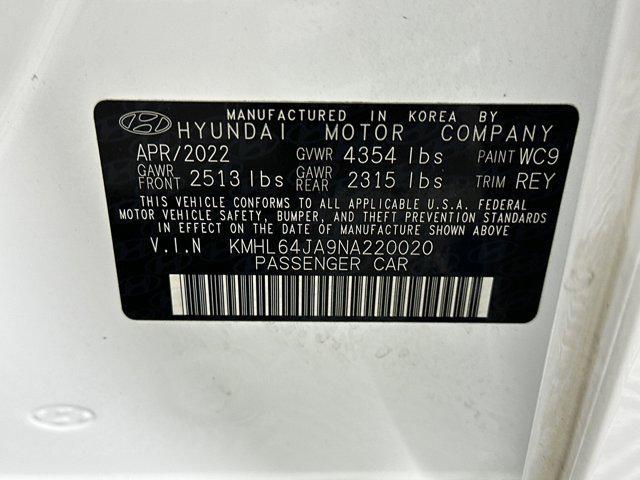 MANUFACTURED IN KOREA BY
HYUNDAI MOTOR COMPANY
APR/2022 GVWR 4354 lbs PAINT WC9
GAWR FRONT 2513 lbs GAWR REAR 2315 lbs TRIM REY
THIS VEHICLE CONFORMS TO ALL APPLICABLE U.S.A. FEDERAL
MOTOR VEHICLE SAFETY, BUMPER, AND THEFT PREVENTION STANDARDS
IN EFFECT ON THE DATE OF MANUFACTURE SHOWN ABOVE
V.I.N KMHL64JA9NA220020
PASSENGER CAR